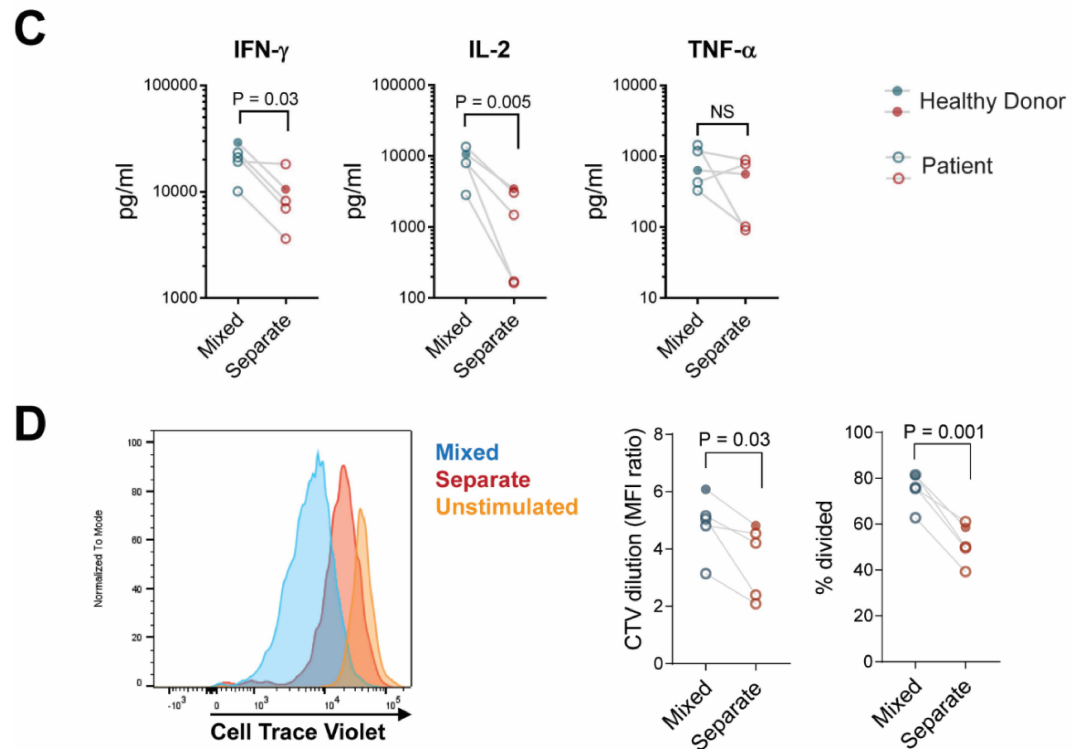 C
IFN-γ
IL-2
TNF-α
100000
10000
1000
pg/ml
P = 0.03
Mixed
Separate
100000
10000
1000
100
pg/ml
P = 0.005
Mixed
Separate
10000
1000
100
10
pg/ml
NS
Mixed
Separate
Healthy Donor
Patient
D
100
80
60
40
20
0
Normalized To Mode
-10³ 0 10³ 10⁴ 10⁵
Cell Trace Violet
Mixed
Separate
Unstimulated
8
6
4
2
0
CTV dilution (MFI ratio)
P = 0.03
Mixed
Separate
100
80
60
40
20
0
% divided
P = 0.001
Mixed
Separate